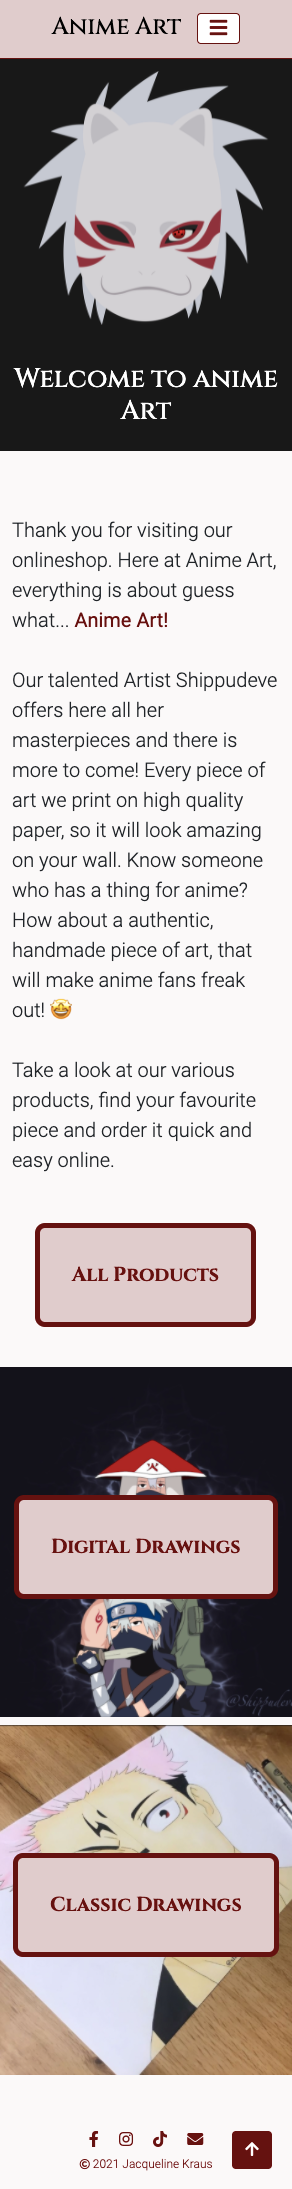 Anime Art
Welcome to anime
Art
Thank you for visiting our
onlineshop. Here at Anime Art,
everything is about guess
what... Anime Art!
Our talented Artist Shippudeve
offers here all her
masterpieces and there is
more to come! Every piece of
art we print on high quality
paper, so it will look amazing
on your wall. Know someone
who has a thing for anime?
How about a authentic,
handmade piece of art, that
will make anime fans freak
out! 🤩
Take a look at our various
products, find your favourite
piece and order it quick and
easy online.
All Products
Digital Drawings
@Shippudeve
Classic Drawings
© 2021 Jacqueline Kraus